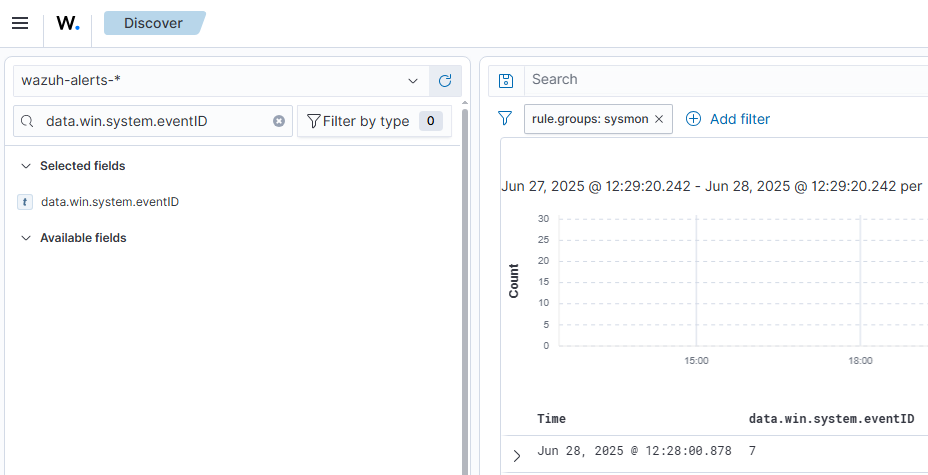 W. Discover
wazuh-alerts-*
data.win.system.eventID Filter by type 0
Selected fields
t data.win.system.eventID
Available fields
Search
rule.groups: sysmon × Add filter
Jun 27, 2025 @ 12:29:20.242 - Jun 28, 2025 @ 12:29:20.242 per
Count
30
25
20
15
10
5
0
15:00 18:00
Time data.win.system.eventID
Jun 28, 2025 @ 12:28:00.878 7